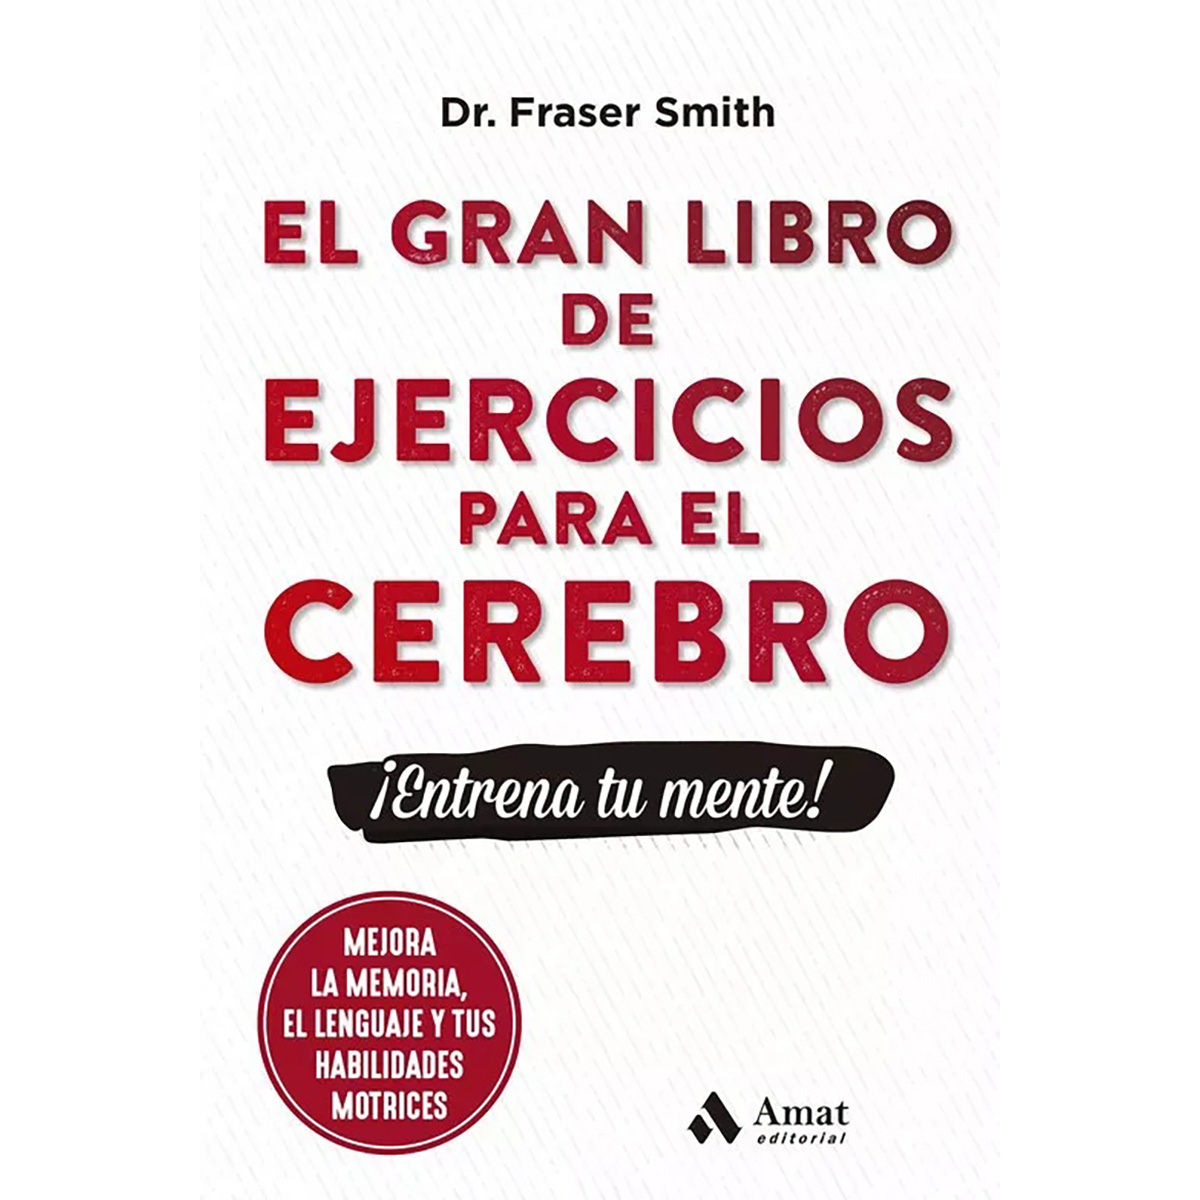 Dr. Fraser Smith
EL GRAN LIBRO
DE
EJERCICIOS
PARA EL
CEREBRO
¡Entrena tu mente!
MEJORA
LA MEMORIA,
EL LENGUAJE Y TUS
HABILIDADES
MOTRICES
Amat
editorial